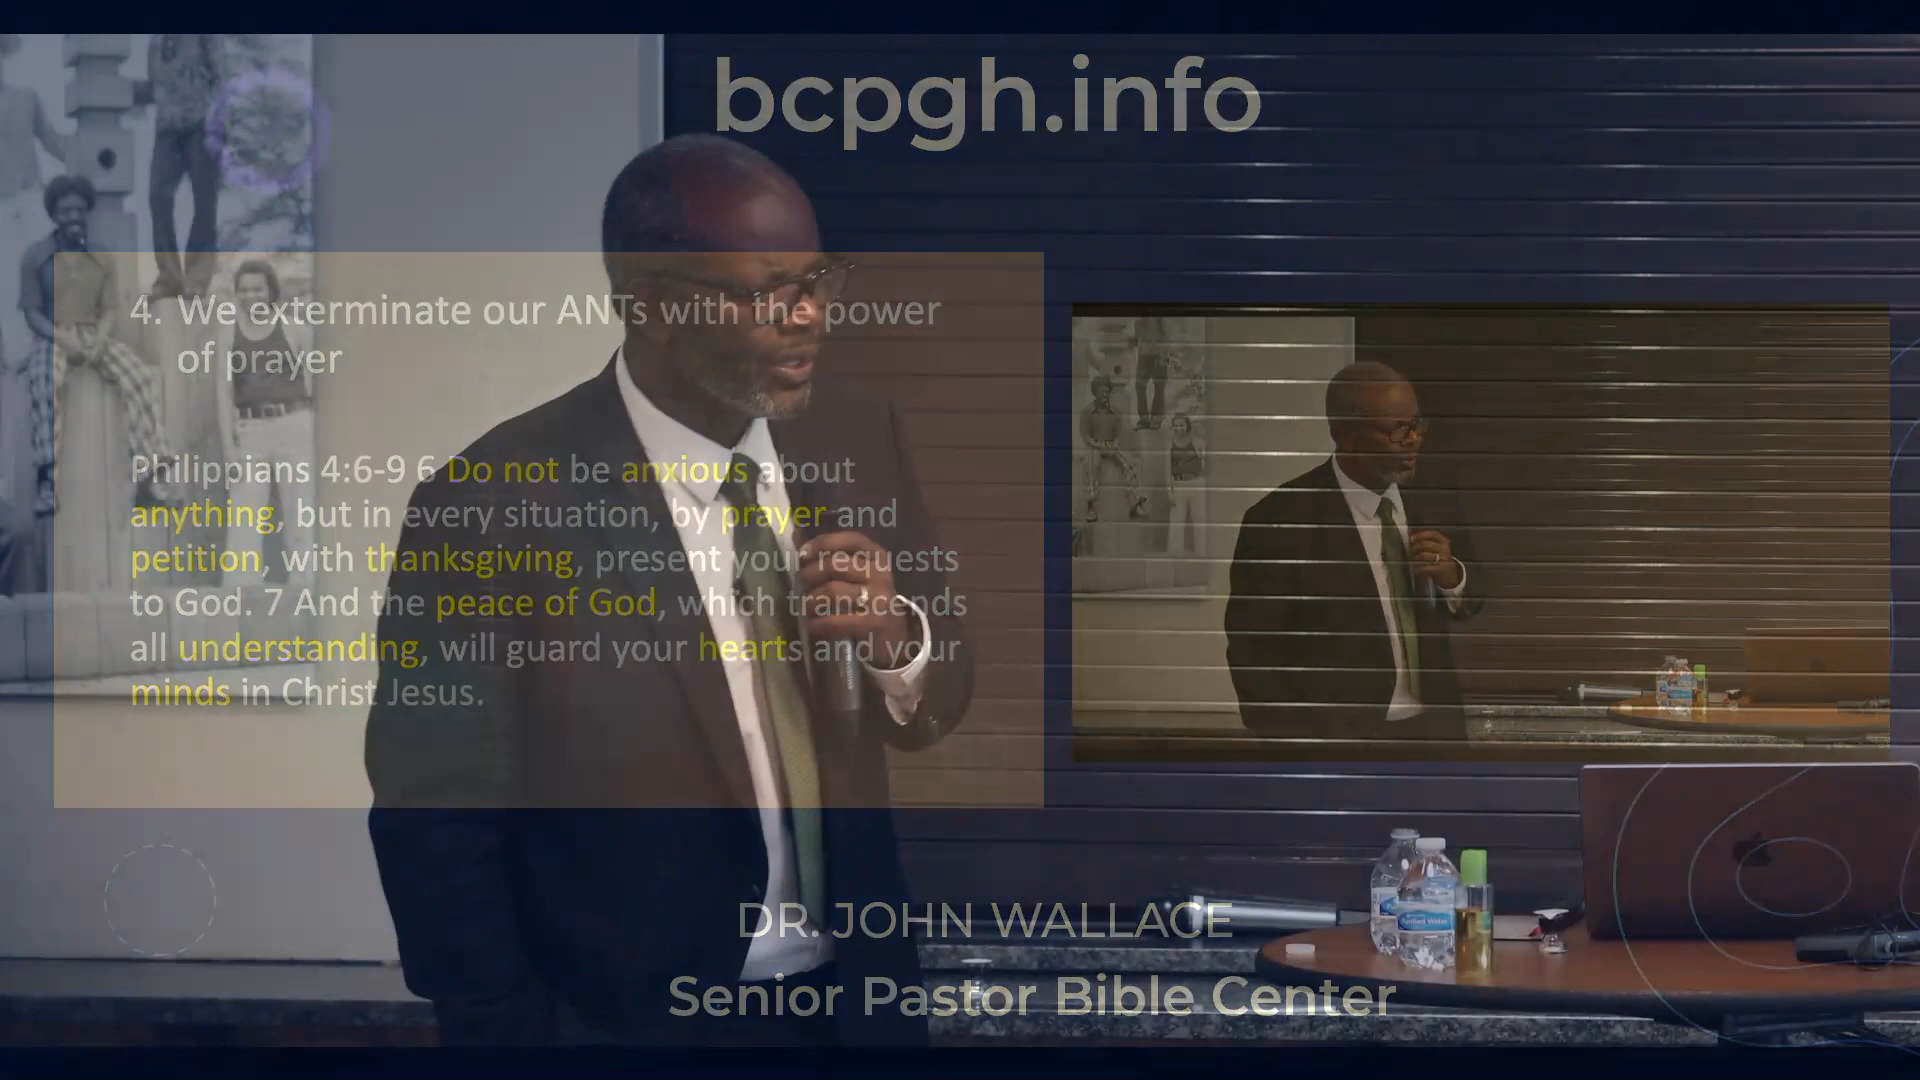 bcpgh.info
4. We exterminate our ANTs with the power
of prayer
Philippians 4:6-9 6 Do not be anxious about
anything, but in every situation, by prayer and
petition, with thanksgiving, present your requests
to God. 7 And the peace of God, which transcends
all understanding, will guard your hearts and your
minds in Christ Jesus.
DR. JOHN WALLACE
Senior Pastor Bible Center
Purified Water